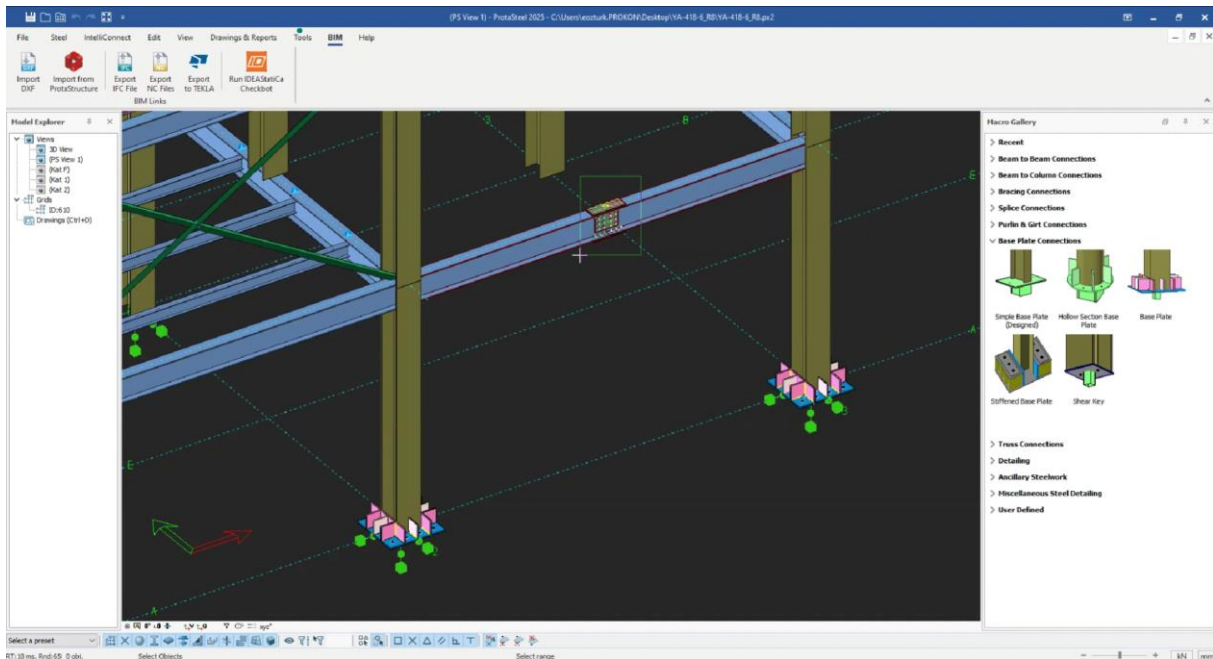 (PS View 1) - ProtaSteel 2025 - C:\Users\eozturk.PROKON\Desktop\YA-418-6_R8\YA-418-6_R8.px2
File Steel IntelliConnect Edit View Drawings & Reports Tools BIM Help
Import DXF
Import from ProtaStructure
Export IFC File
Export NC Files
Export to TEKLA
Run IDEAStatiCa Checkbot
BIM Links
Model Explorer
Views
3D View
(PS View 1)
(Kat F)
(Kat 1)
(Kat 2)
Grids
ID:610
Drawings (Ctrl+D)
3
B
E
A
E
3
2
A
Macro Gallery
Recent
Beam to Beam Connections
Beam to Column Connections
Bracing Connections
Splice Connections
Purlin & Girt Connections
Base Plate Connections
Simple Base Plate (Designed)
Hollow Section Base Plate
Base Plate
Stiffened Base Plate
Shear Key
Truss Connections
Detailing
Ancillary Steelwork
Miscellaneous Steel Detailing
User Defined
Select a preset
Select Objects
Select range
kN